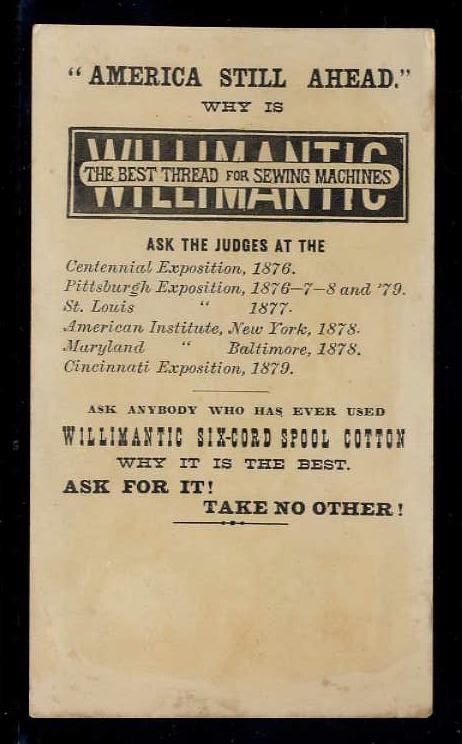 “AMERICA STILL AHEAD.”
WHY IS
WILLIMANTIC
THE BEST THREAD FOR SEWING MACHINES
ASK THE JUDGES AT THE
Centennial Exposition, 1876.
Pittsburgh Exposition, 1876–7–8 and '79.
St. Louis " 1877.
American Institute, New York, 1878.
Maryland " Baltimore, 1878.
Cincinnati Exposition, 1879.
ASK ANYBODY WHO HAS EVER USED
WILLIMANTIC SIX-CORD SPOOL COTTON
WHY IT IS THE BEST.
ASK FOR IT!
TAKE NO OTHER!